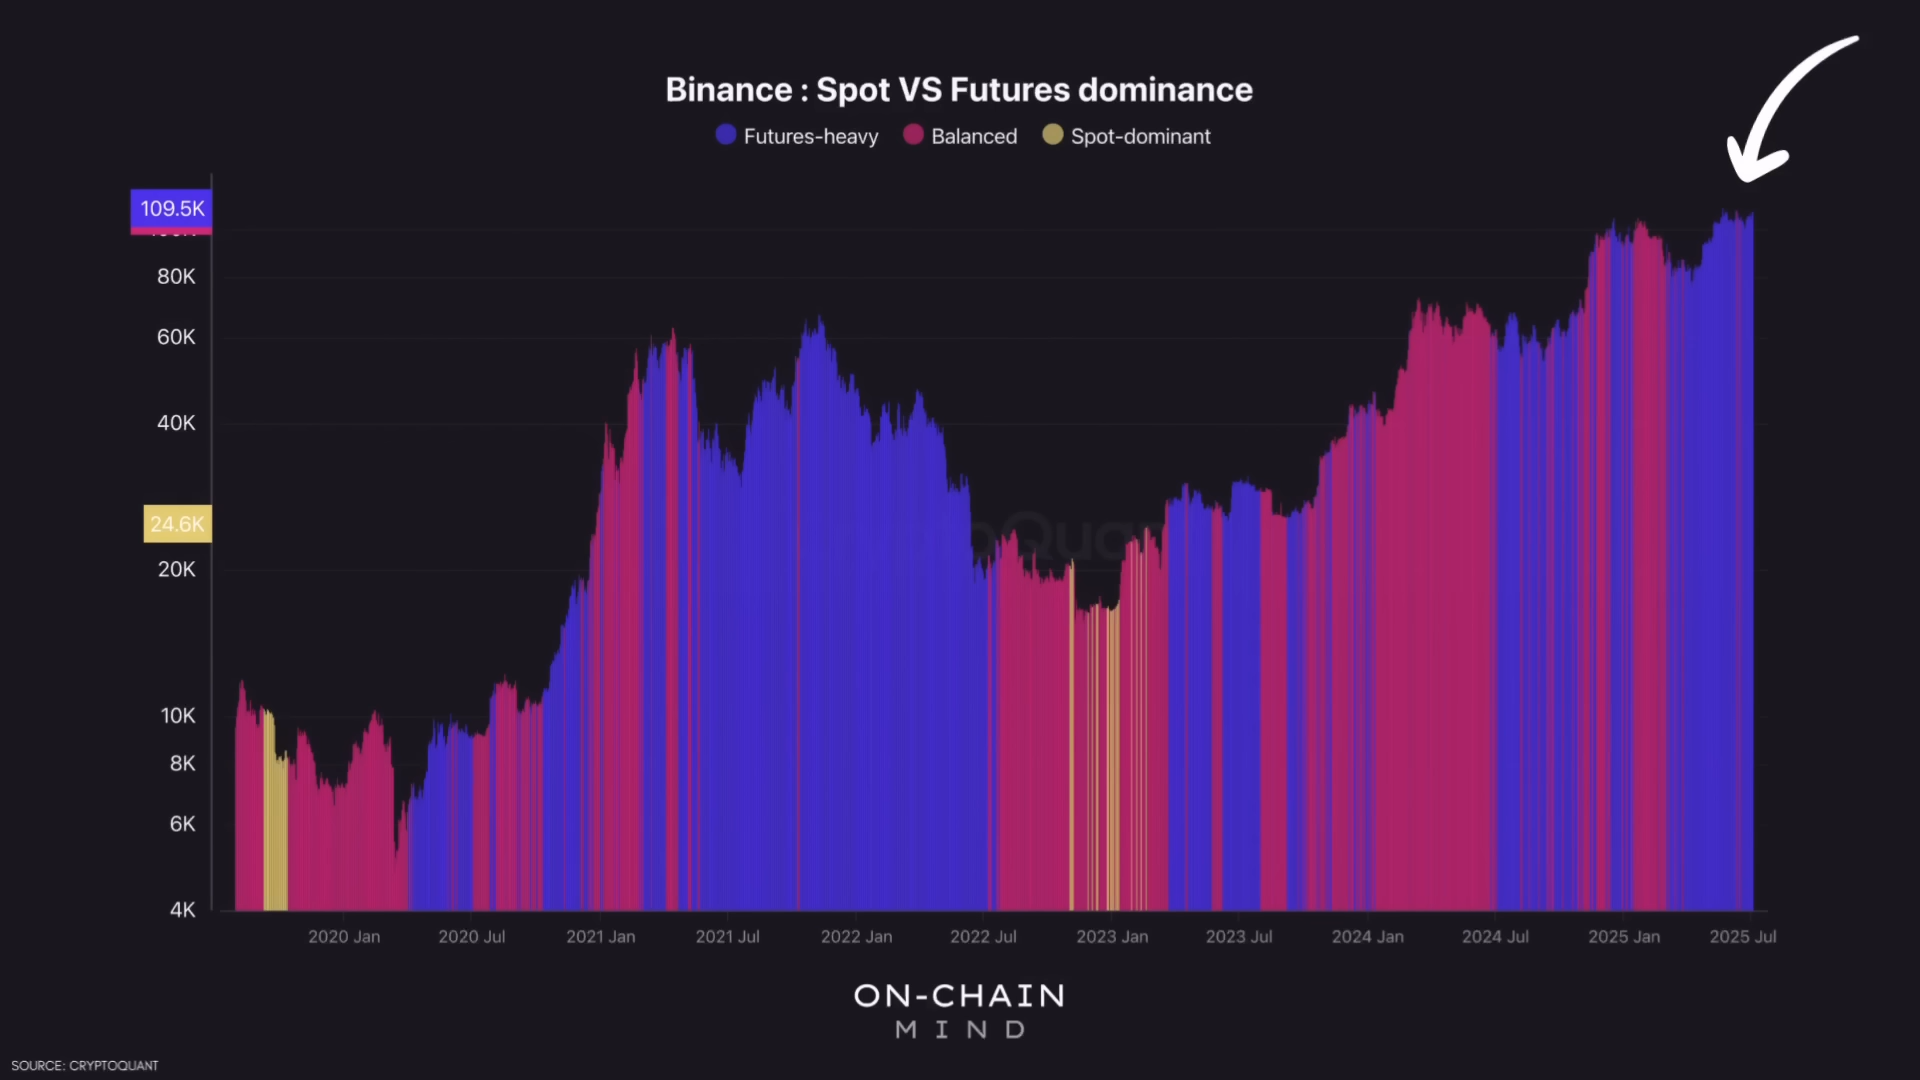 Binance : Spot VS Futures dominance
Futures-heavy Balanced Spot-dominant
109.5K
80K
60K
40K
24.6K
20K
10K
8K
6K
4K
2020 Jan 2020 Jul 2021 Jan 2021 Jul 2022 Jan 2022 Jul 2023 Jan 2023 Jul 2024 Jan 2024 Jul 2025 Jan 2025 Jul
ON-CHAIN
MIND
SOURCE: CRYPTOQUANT